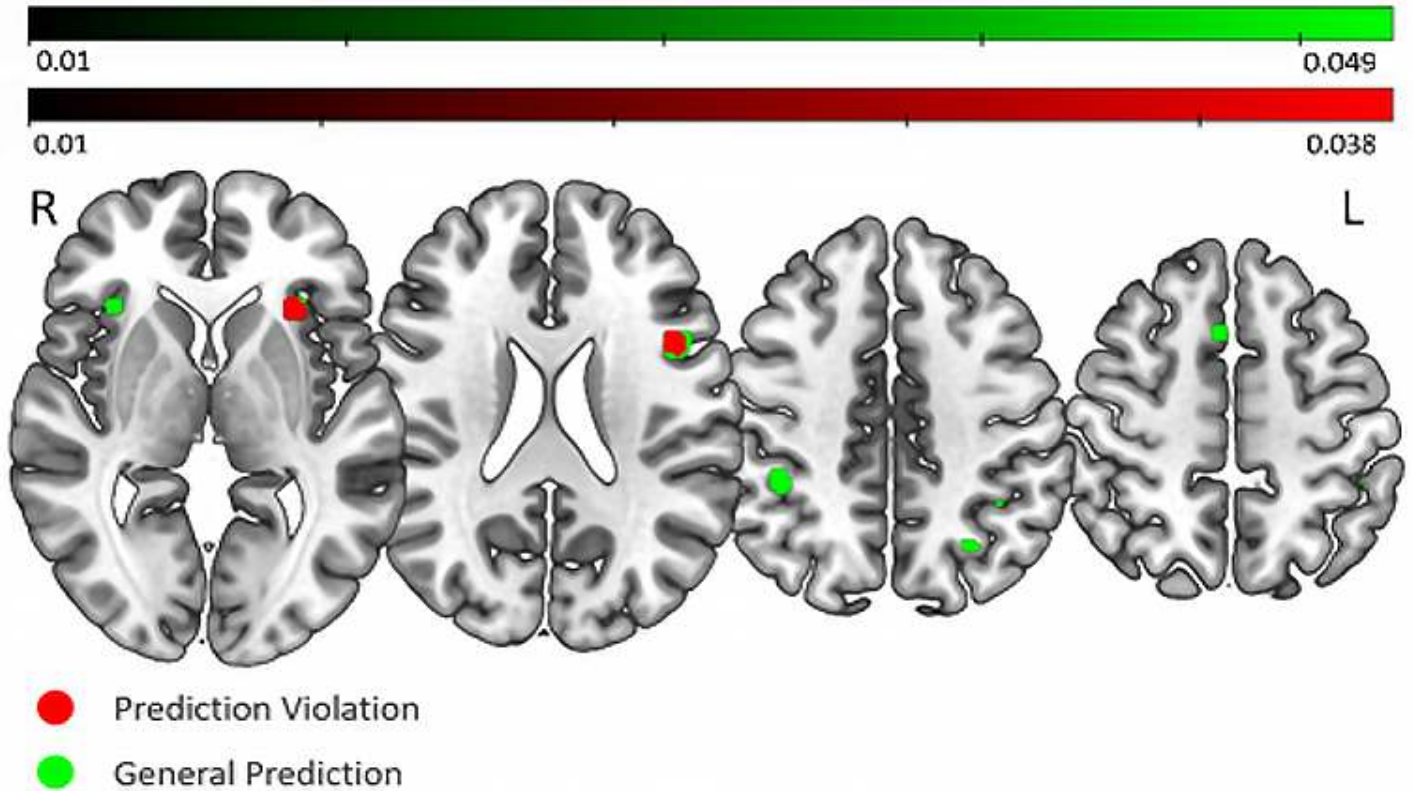 0.01 0.049
0.01 0.038
R L
Prediction Violation
General Prediction